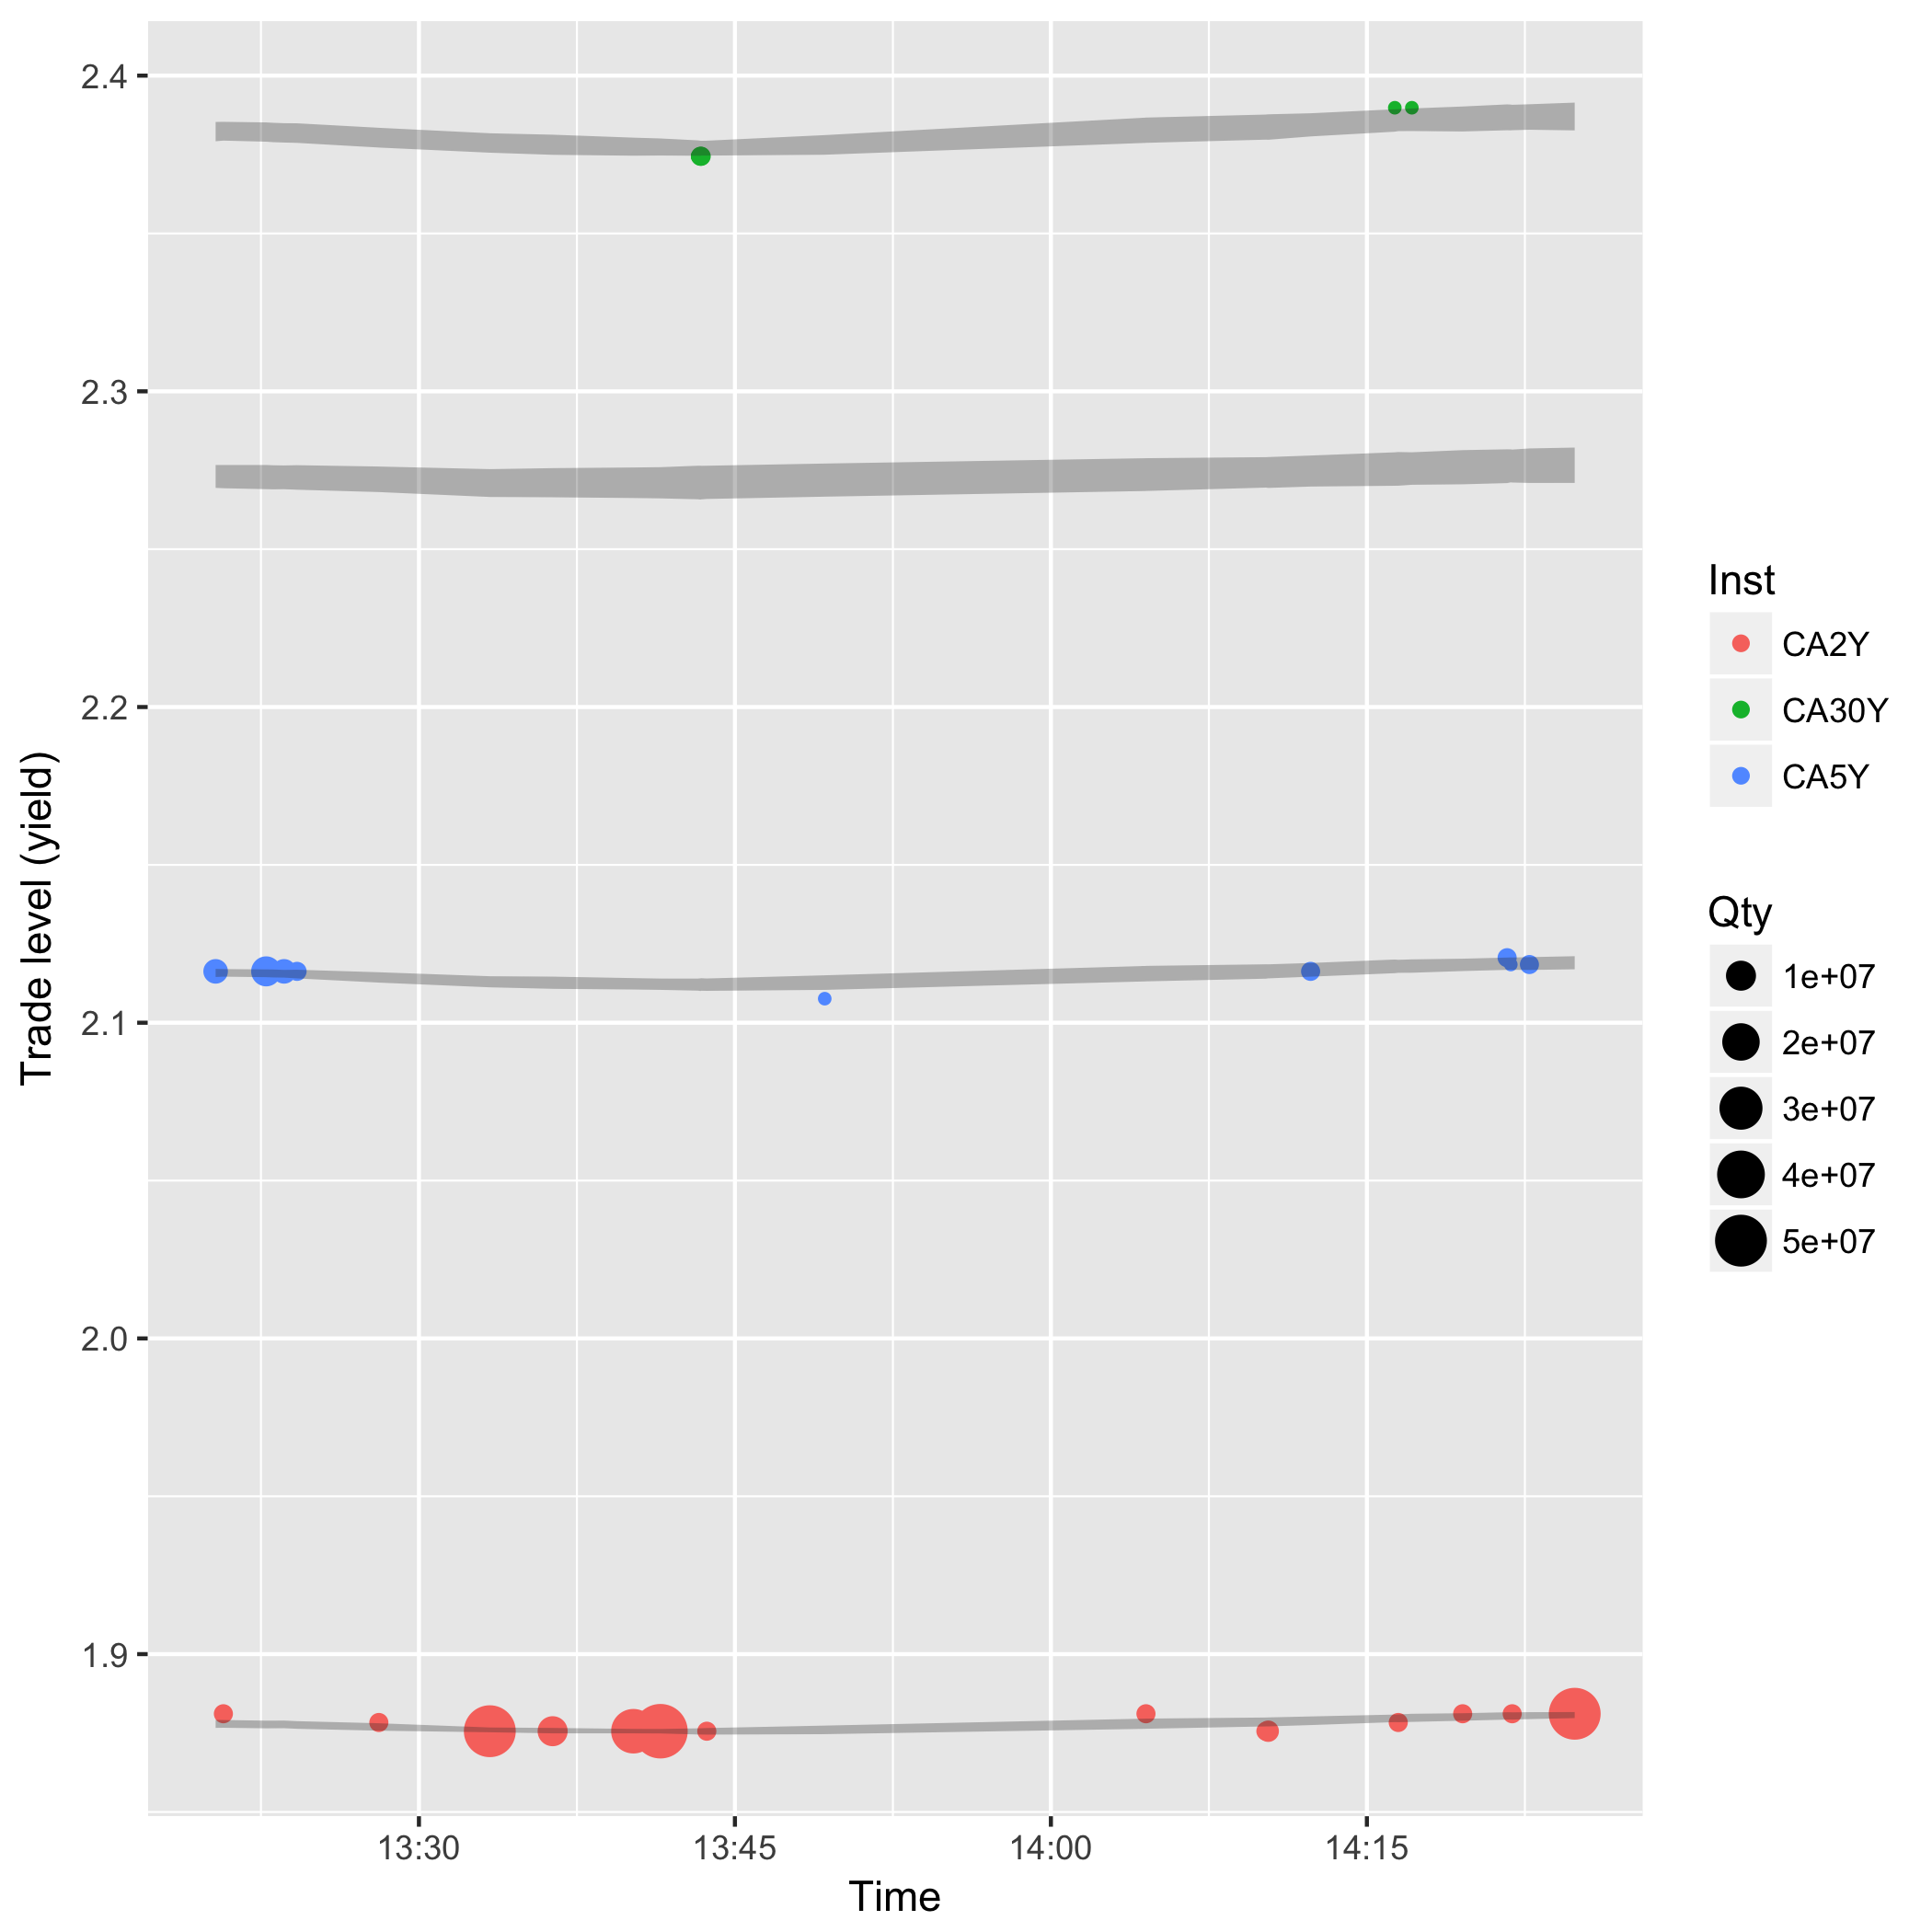 2.4
2.3
2.2
2.1
2.0
1.9
Trade level (yield)
13:30
13:45
14:00
14:15
Time
Inst
CA2Y
CA30Y
CA5Y
Qty
1e+07
2e+07
3e+07
4e+07
5e+07